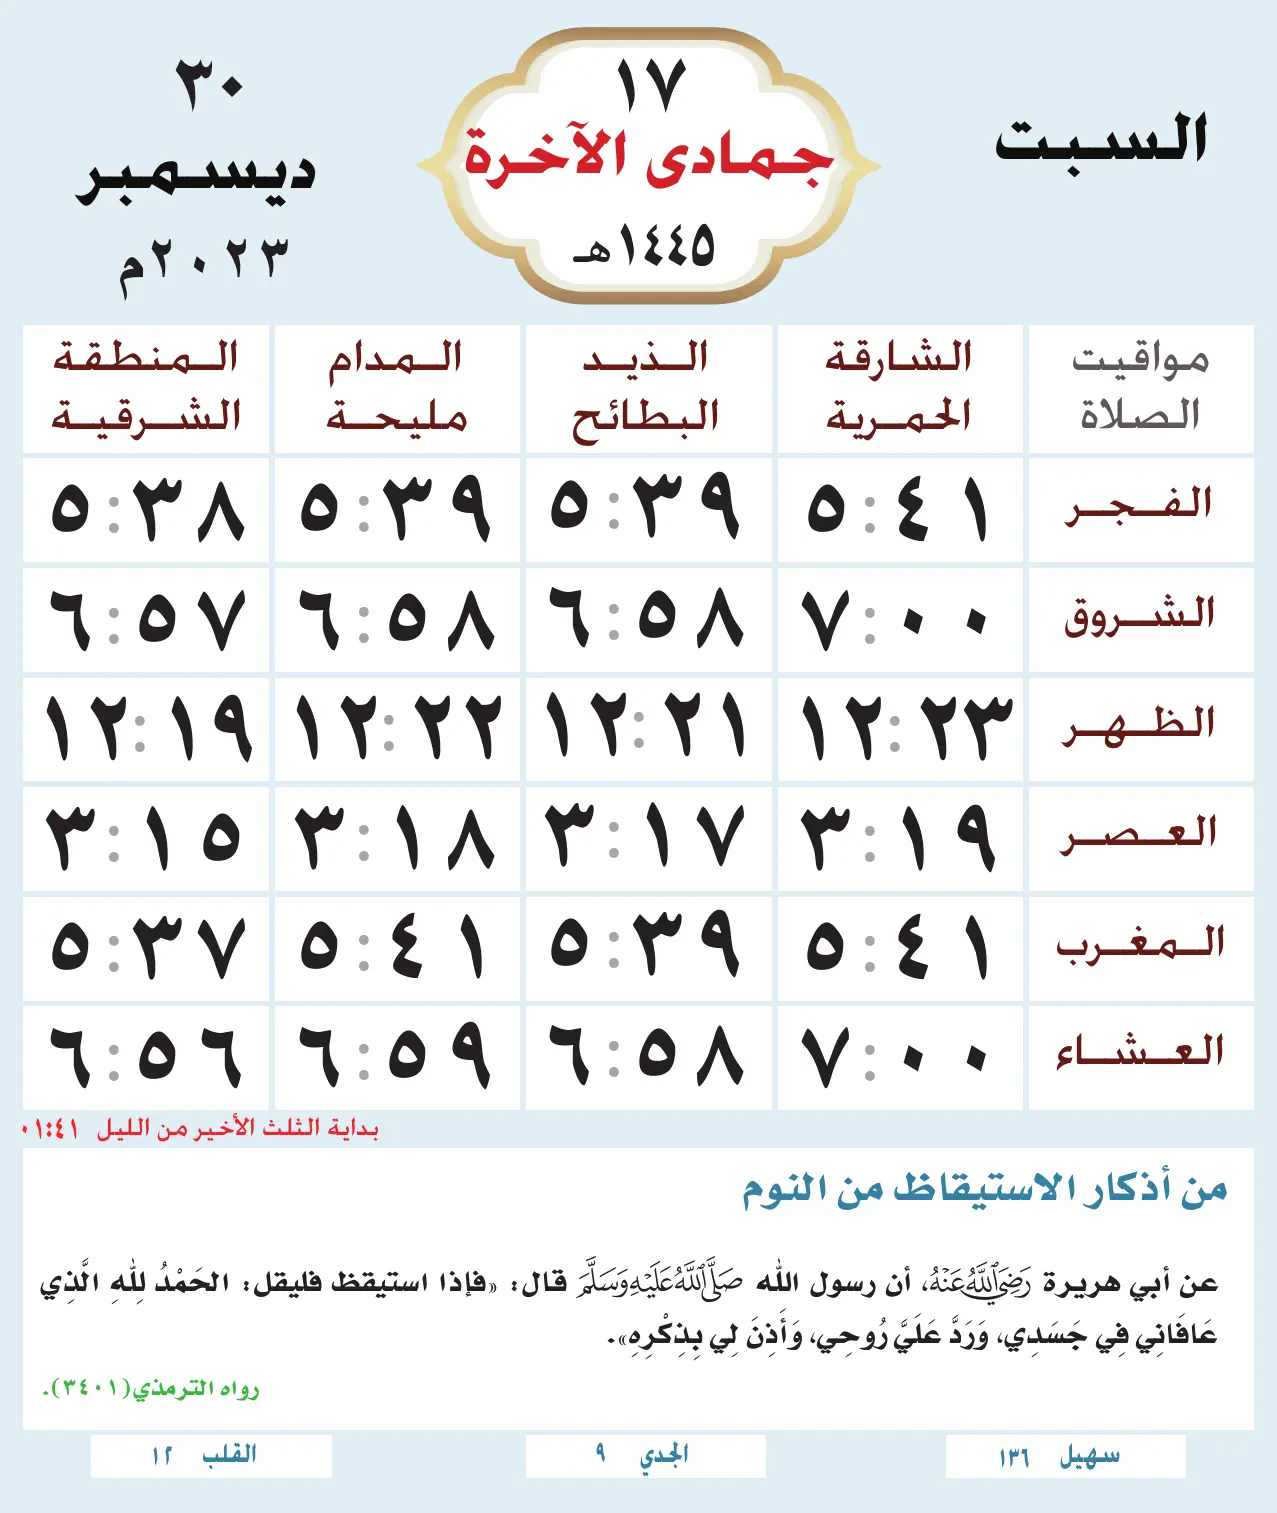 السبت
١٧
جمادى الآخرة
١٤٤٥هـ
٣٠
ديسمبر
٢٠٢٣م
مواقيت الصلاة
الشارقة الحمرية
الذيد البطائح
المدام مليحة
المنطقة الشرقية
الفجر ٥:٤١ ٥:٣٩ ٥:٣٩ ٥:٣٨
الشروق ٧:٠٠ ٦:٥٨ ٦:٥٨ ٦:٥٧
الظهر ١٢:٢٣ ١٢:٢١ ١٢:٢٢ ١٢:١٩
العصر ٣:١٩ ٣:١٧ ٣:١٨ ٣:١٥
المغرب ٥:٤١ ٥:٣٩ ٥:٤١ ٥:٣٧
العشاء ٧:٠٠ ٦:٥٨ ٦:٥٩ ٦:٥٦
بداية الثلث الأخير من الليل ٠١:٤١
من أذكار الاستيقاظ من النوم
عن أبي هريرة رَضِيَ اللَّهُ عَنْهُ، أن رسول الله صَلَّى اللَّهُ عَلَيْهِ وَسَلَّمَ قال: «فإذا استيقظ فليقل: الحَمْدُ لِلَّهِ الَّذِي
عَافَانِي فِي جَسَدِي، وَرَدَّ عَلَيَّ رُوحِي، وَأَذِنَ لِي بِذِكْرِهِ».
رواه الترمذي(٣٤٠١).
سهيل ١٣٦
الجدي ٩
القلب ١٢